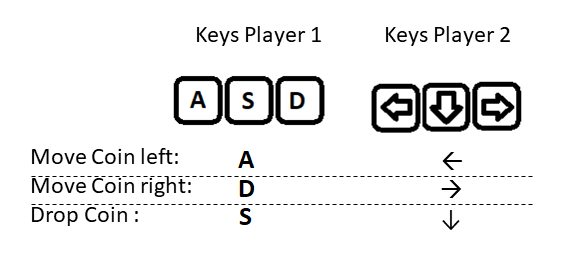 Keys Player 1 Keys Player 2
A S D
Move Coin left: A ←
Move Coin right: D →
Drop Coin : S ↓